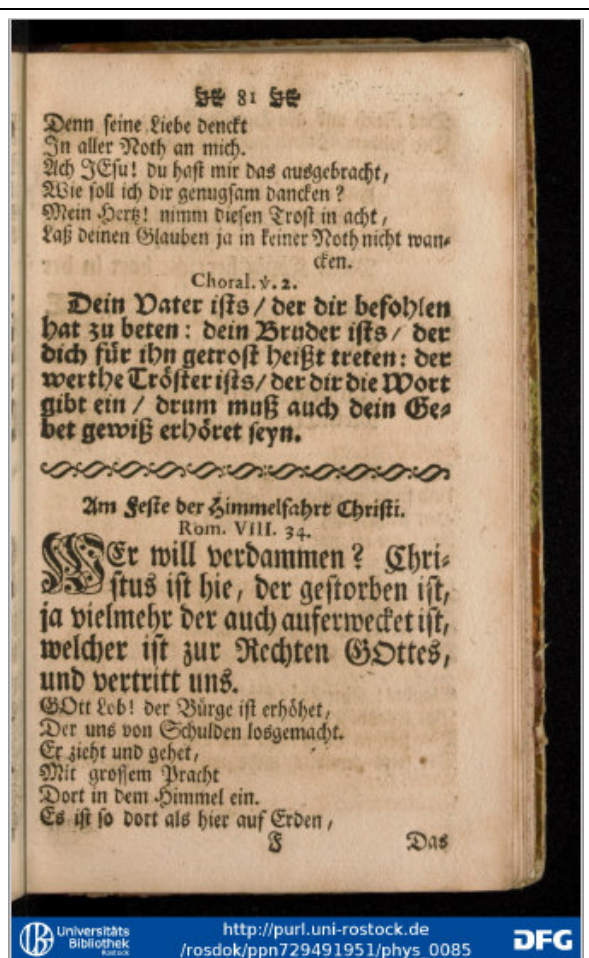 81
Denn seine Liebe denckt
In aller Noth an mich.
Ach JEsu! du hast mir das ausgebracht,
Wie soll ich dir genugsam dancken?
Mein Hertz! nimm diesen Trost in acht,
Laß deinen Glauben ja in keiner Noth nicht wan-
cken.
Choral. v. 2.
Dein Vater ists / der dir befohlen
hat zu beten: dein Bruder ists / der
dich für ihn getrost heißt treten: der
werthe Tröster ists / der dir die Wort
gibt ein / drum muß auch dein Ge-
bet gewiß erhöret seyn.
Am Feste der Himmelfahrt Christi.
Rom. VIII. 34.
WEr will verdammen? Chri-
stus ist hie, der gestorben ist,
ja vielmehr der auch auferwecket ist,
welcher ist zur Rechten GOttes,
und vertritt uns.
GOtt Lob! der Bürge ist erhöhet,
Der uns von Schulden losgemacht.
Er zieht und gehet,
Mit grossem Pracht
Dort in dem Himmel ein.
Es ist so dort als hier auf Erden,
F Das
Universitäts
Bibliothek
Rostock
http://purl.uni-rostock.de
/rosdok/ppn729491951/phys_0085
DFG